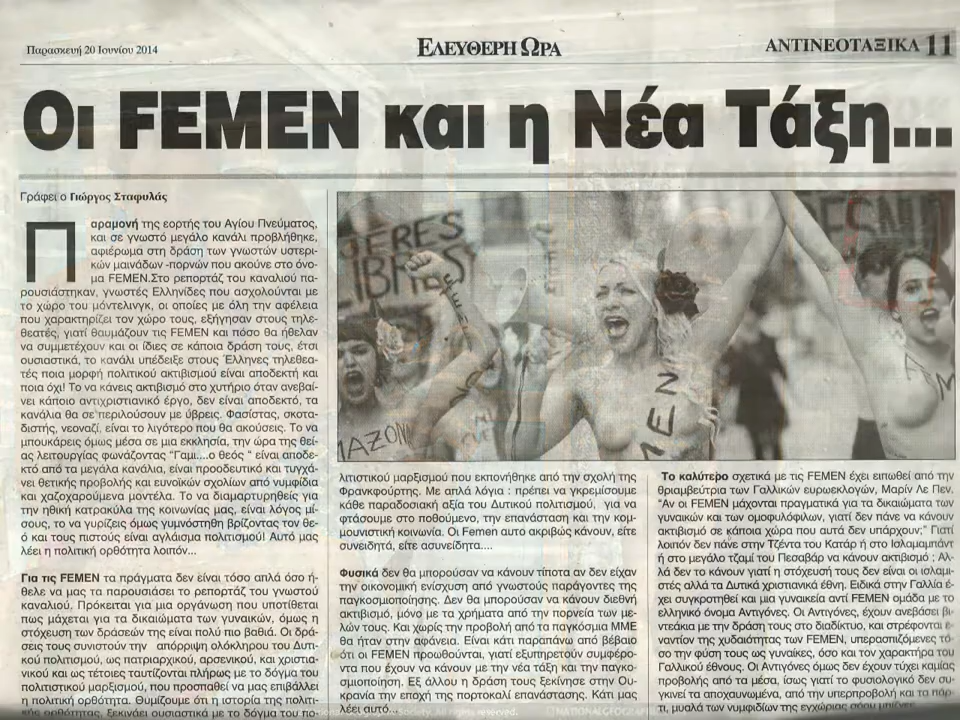 Παρασκευή 20 Ιουνίου 2014
ΕΛΕΥΘΕΡΗ ΩΡΑ
ΑΝΤΙΝΕΟΤΑΞΙΚΑ 11
Οι FEMEN και η Νέα Τάξη...
Γράφει ο Γιώργος Σταφυλάς
Παραμονή της εορτής του Αγίου Πνεύματος,
και σε γνωστό μεγάλο κανάλι προβλήθηκε,
αφιέρωμα στη δράση των γνωστών υστερι-
κών μαινάδων -πορνών που ακούνε στο όνο-
μα FEMEN.Στο ρεπορτάζ του καναλιού πα-
ρουσιάστηκαν, γνωστές Ελληνίδες που ασχολούνται με
το χώρο του μόντελινγκ, οι οποίες με όλη την αφέλεια
που χαρακτηρίζει τον χώρο τους, εξήγησαν στους τηλε-
θεατές, γιατί θαυμάζουν τις FEMEN και πόσο θα ήθελαν
να συμμετέχουν και οι ίδιες σε κάποια δράση τους, έτσι
ουσιαστικά, το κανάλι υπέδειξε στους Έλληνες τηλεθεα-
τές ποια μορφή πολιτικού ακτιβισμού είναι αποδεκτή και
ποια όχι! Το να κάνεις ακτιβισμό στο χυτήριο όταν ανεβαί-
νει κάποιο αντιχριστιανικό έργο, δεν είναι αποδεκτό, τα
κανάλια θα σε περιλούσουν με ύβρεις. Φασίστας, σκοτα-
διστής, νεοναζί, είναι το λιγότερο που θα ακούσεις. Το να
μπουκάρεις όμως μέσα σε μια εκκλησία, την ώρα της θεί-
ας λειτουργίας φωνάζοντας "Γαμι....ο θεός " είναι αποδε-
κτό από τα μεγάλα κανάλια, είναι προοδευτικό και τυγχά-
νει θετικής προβολής και ευνοϊκών σχολίων από νυμφίδια
και χαζοχαρούμενα μοντέλα. Το να διαμαρτυρηθείς για
την ηθική κατρακύλα της κοινωνίας μας, είναι λόγος μί-
σους, το να γυρίζεις όμως γυμνόστηθη βρίζοντας τον θε-
ό και τους πιστούς είναι αγλάισμα πολιτισμού! Αυτό μας
λέει η πολιτική ορθότητα λοιπόν...
Για τις FEMEN τα πράγματα δεν είναι τόσο απλά όσο ή-
θελε να μας τα παρουσιάσει το ρεπορτάζ του γνωστού
καναλιού. Πρόκειται για μια οργάνωση που υποτίθεται
πως μάχεται για τα δικαιώματα των γυναικών, όμως η
στόχευση των δράσεών της είναι πολύ πιο βαθιά. Οι δρά-
σεις τους συνιστούν την απόρριψη ολόκληρου του Δυτι-
κού πολιτισμού, ως πατριαρχικού, αρσενικού, και χριστια-
νικού και ως τέτοιες ταυτίζονται πλήρως με το δόγμα του
πολιτιστικού μαρξισμού, που προσπαθεί να μας επιβάλλει
η πολιτική ορθότητα. Θυμίζουμε ότι η ιστορία της πολιτι-
κής ορθότητας, ξεκινάει ουσιαστικά με το δόγμα του πο-
BERES
LIBRES
MAZON
FEMEN
λιτιστικού μαρξισμού που εκπονήθηκε από την σχολή της
Φρανκφούρτης. Με απλά λόγια : πρέπει να γκρεμίσουμε
κάθε παραδοσιακή αξία του Δυτικού πολιτισμού, για να
φτάσουμε στο ποθούμενο, την επανάσταση και την κομ-
μουνιστική κοινωνία. Οι Femen αυτό ακριβώς κάνουν, είτε
συνειδητά, είτε ασυνείδητα....
Φυσικά δεν θα μπορούσαν να κάνουν τίποτα αν δεν είχαν
την οικονομική ενίσχυση από γνωστούς παράγοντες της
παγκοσμιοποίησης. Δεν θα μπορούσαν να κάνουν διεθνή
ακτιβισμό, μόνο με τα χρήματα από την πορνεία των με-
λών τους. Και χωρίς την προβολή από τα παγκόσμια ΜΜΕ
θα ήταν στην αφάνεια. Είναι κάτι παραπάνω από βέβαιο
ότι οι FEMEN προωθούνται, γιατί εξυπηρετούν συμφέρο-
ντα που έχουν να κάνουν με την νέα τάξη και την παγκο-
σμιοποίηση. Εξ άλλου η δράση τους ξεκίνησε στην Ου-
κρανία την εποχή της πορτοκαλί επανάστασης. Κάτι μας
λέει αυτό...
Το καλύτερο σχετικά με τις FEMEN έχει ειπωθεί από την
θριαμβεύτρια των Γαλλικών ευρωεκλογών, Μαρίν Λε Πεν.
"Αν οι FEMEN μάχονται πραγματικά για τα δικαιώματα των
γυναικών και των ομοφυλόφιλων, γιατί δεν πάνε να κάνουν
ακτιβισμό σε κάποια χώρα που αυτά δεν υπάρχουν;" Γιατί
λοιπόν δεν πάνε στην Τζέντα του Κατάρ ή στο Ισλαμαμπάντ
ή στο μεγάλο τζαμί του Πεσαβάρ να κάνουν ακτιβισμό ; Αλ-
λά δεν το κάνουν γιατί η στόχευσή τους δεν είναι οι ισλαμι-
στές αλλά τα Δυτικά χριστιανικά έθνη. Ειδικά στην Γαλλία έ-
χει συγκροτηθεί και μια γυναικεία αντί FEMEN ομάδα με το
ελληνικό όνομα Αντιγόνες. Οι Αντιγόνες, έχουν ανεβάσει βι-
ντεάκια με την δράση τους στο διαδίκτυο, και στρέφονται ε-
ναντίον της χυδαιότητας των FEMEN, υπερασπιζόμενες τό-
σο την φύση τους ως γυναίκες, όσο και τον χαρακτήρα του
Γαλλικού έθνους. Οι Αντιγόνες όμως δεν έχουν τύχει καμίας
προβολής από τα μέσα, ίσως γιατί το φυσιολογικό δεν συ-
γκινεί τα αποχαυνωμένα, από την υπερπροβολή και τα πάρ-
τι, μυαλά των νυμφιδίων της εγχώριας